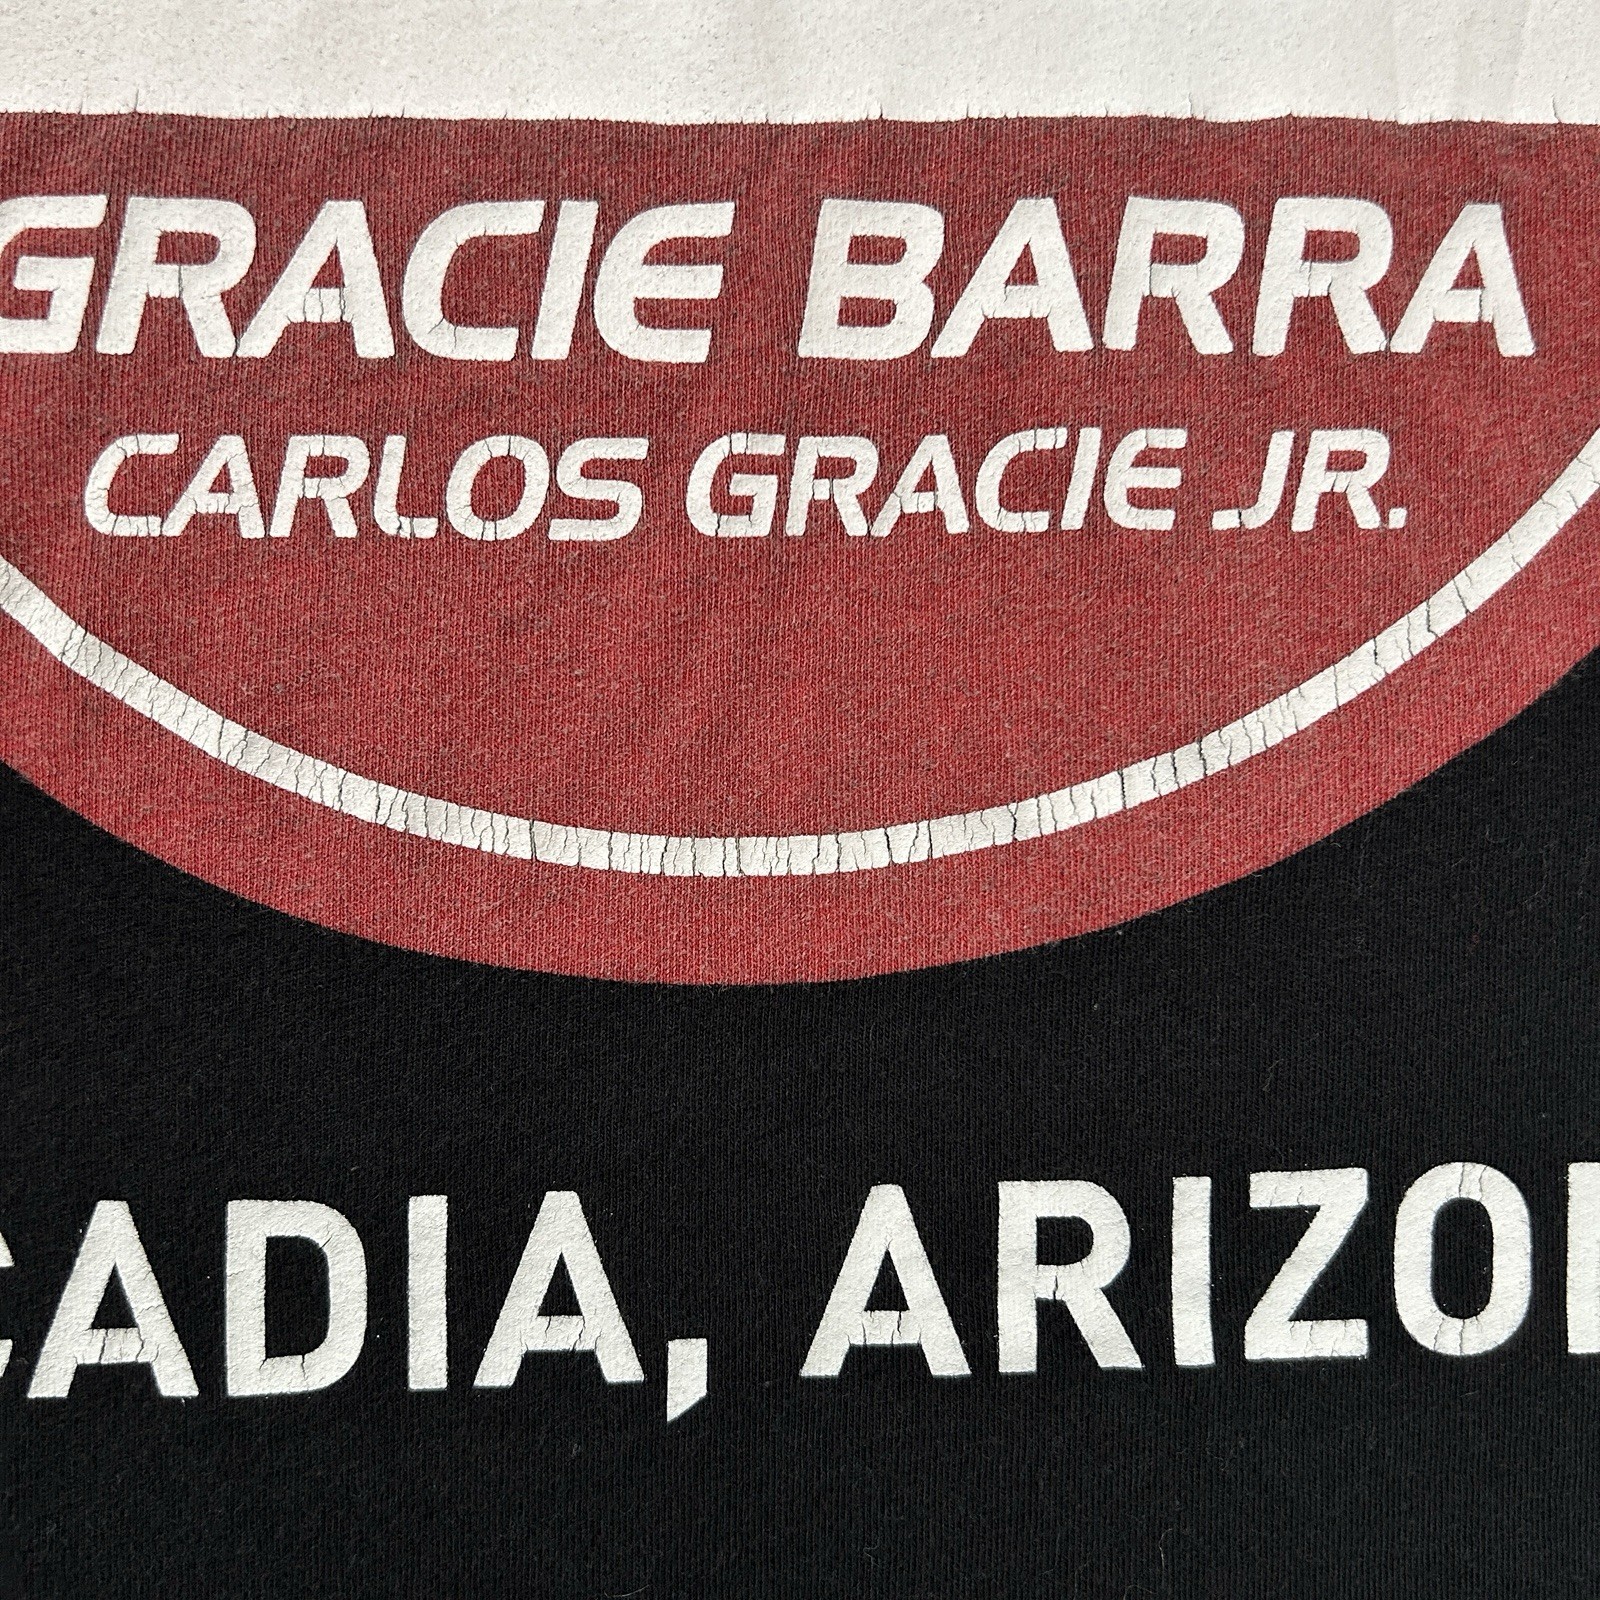 GRACIE BARRA
CARLOS GRACIE JR.
CADIA, ARIZO